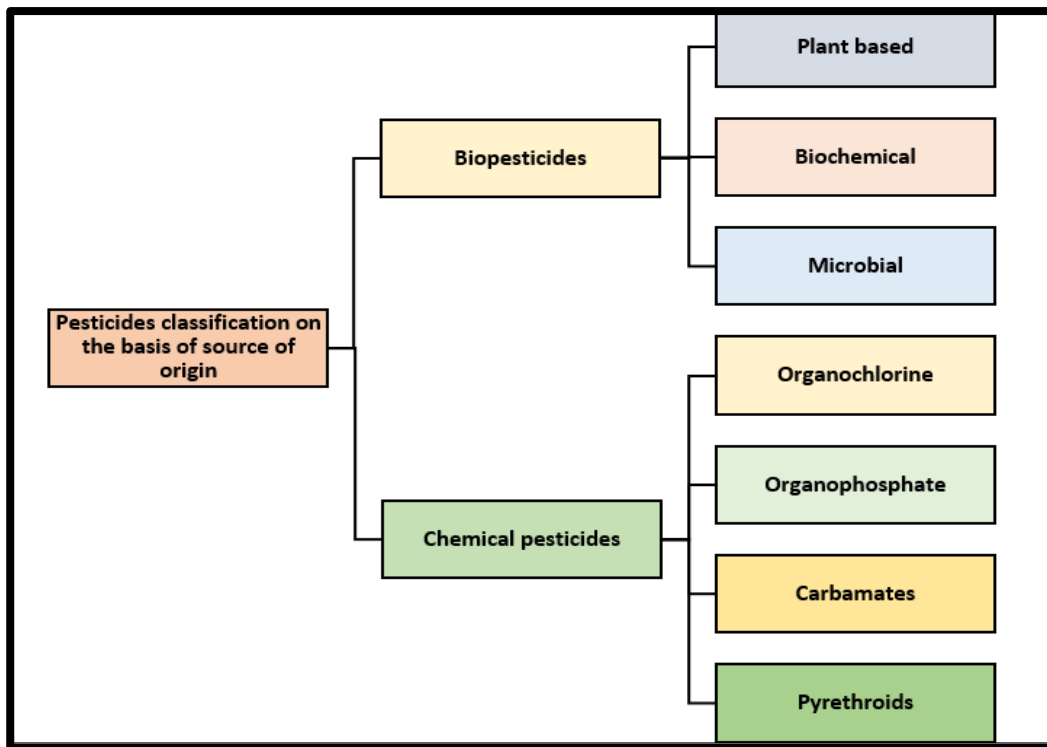 Plant based
Biopesticides
Biochemical
Microbial
Pesticides classification on
the basis of source of
origin
Organochlorine
Organophosphate
Chemical pesticides
Carbamates
Pyrethroids